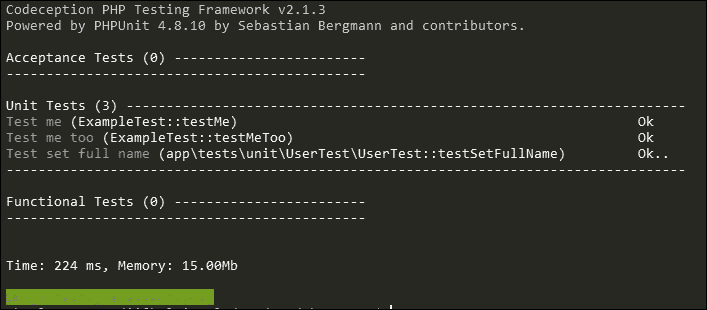 Codeception PHP Testing Framework v2.1.3
Powered by PHPUnit 4.8.10 by Sebastian Bergmann and contributors.
Acceptance Tests (0) ------------------------
---------------------------------------------
Unit Tests (3) ----------------------------------------------------------------------
Test me (ExampleTest::testMe) Ok
Test me too (ExampleTest::testMeToo) Ok
Test set full name (app\tests\unit\UserTest\UserTest::testSetFullName) Ok..
-------------------------------------------------------------------------------------
Functional Tests (0) ------------------------
---------------------------------------------
Time: 224 ms, Memory: 15.00Mb